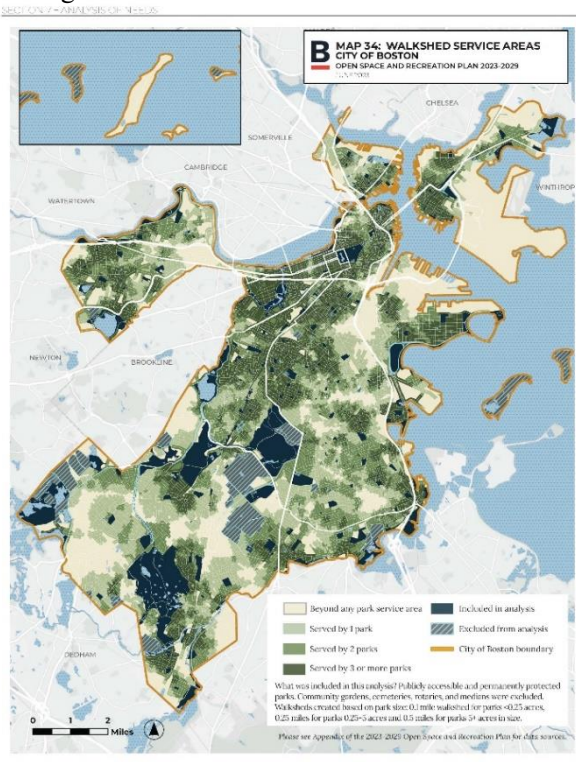 SECTION V – ANALYSIS OF NEEDS
B
MAP 34: WALKSHED SERVICE AREAS
CITY OF BOSTON
OPEN SPACE AND RECREATION PLAN 2023-2029
CHELSEA
SOMERVILLE
CAMBRIDGE
WINTHROP
WATERTOWN
NEWTON
BROOKLINE
DEDHAM
Beyond any park service area
Served by 1 park
Served by 2 parks
Served by 3 or more parks
Included in analysis
Excluded from analysis
City of Boston boundary
What was included in this analysis? Publicly accessible and permanently protected
parks. Community gardens, cemeteries, rotaries, and medians were excluded.
Walksheds created based on park size: 0.1 mile walkshed for parks <0.25 acres,
0.25 miles for parks 0.25-5 acres and 0.5 miles for parks 5+ acres in size.
0 1 2
Miles
Please see Appendix of the 2023-2029 Open Space and Recreation Plan for data sources.